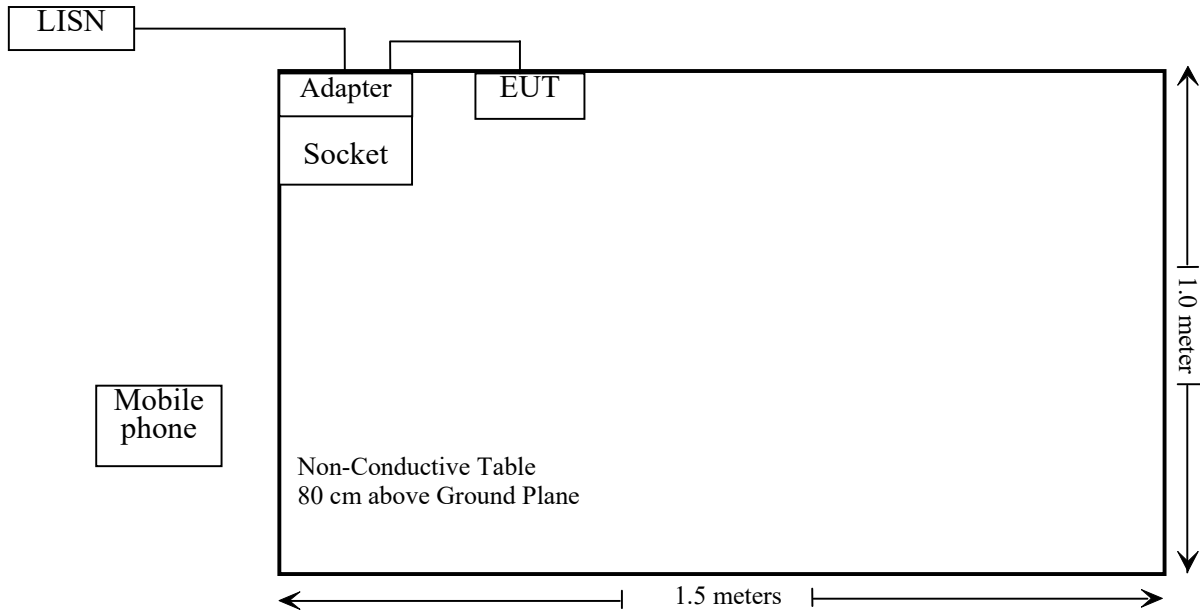 LISN
Adapter
EUT
Socket
1.0 meter
Mobile
phone
Non-Conductive Table
80 cm above Ground Plane
1.5 meters